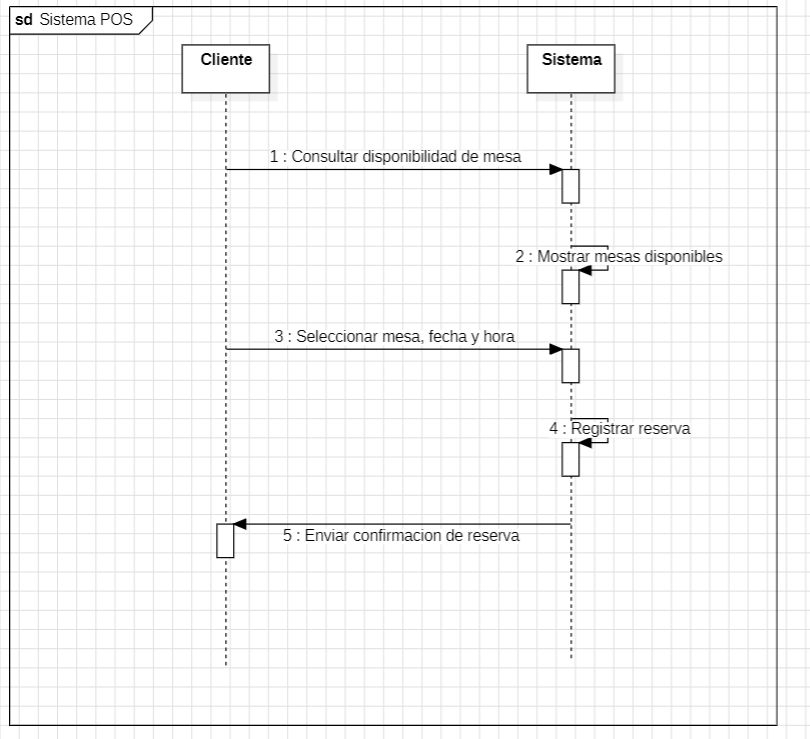 sd Sistema POS
Cliente
Sistema
1 : Consultar disponibilidad de mesa
2 : Mostrar mesas disponibles
3 : Seleccionar mesa, fecha y hora
4 : Registrar reserva
5 : Enviar confirmacion de reserva